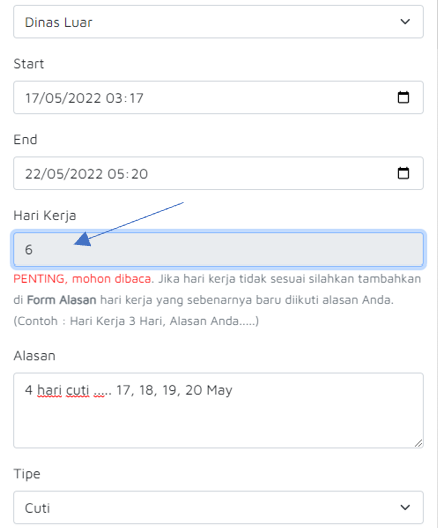 Dinas Luar
Start
17/05/2022 03:17
End
22/05/2022 05:20
Hari Kerja
6
PENTING, mohon dibaca. Jika hari kerja tidak sesuai silahkan tambahkan
di Form Alasan hari kerja yang sebenarnya baru diikuti alasan Anda.
(Contoh : Hari Kerja 3 Hari, Alasan Anda.....)
Alasan
4 hari cuti ..... 17, 18, 19, 20 May
Tipe
Cuti